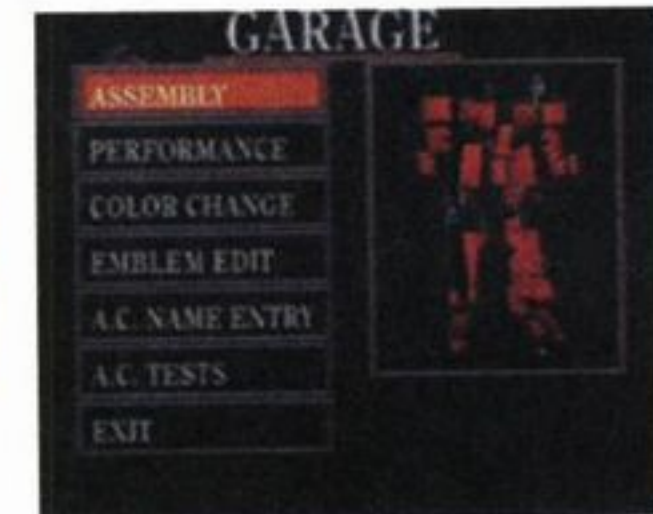 GARAGE
ASSEMBLY
PERFORMANCE
COLOR CHANGE
EMBLEM EDIT
A.C. NAME ENTRY
A.C. TESTS
EXIT